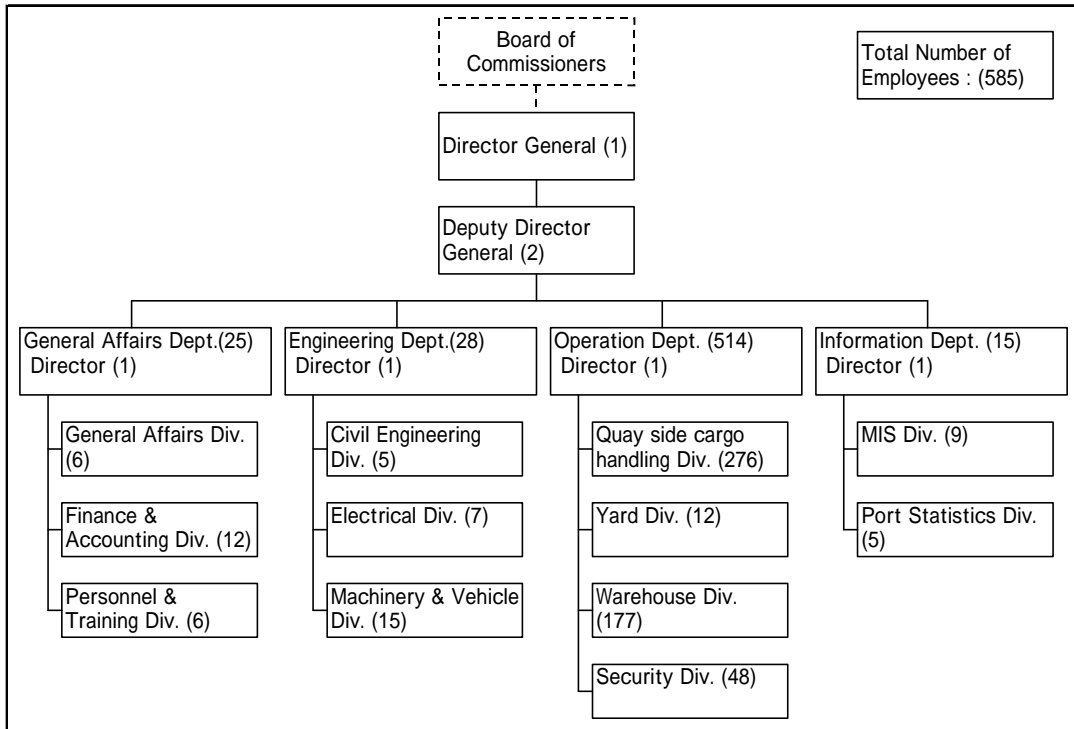 Board of
Commissioners
Total Number of
Employees : (585)
Director General (1)
Deputy Director
General (2)
General Affairs Dept.(25)
Director (1)
Engineering Dept.(28)
Director (1)
Operation Dept. (514)
Director (1)
Information Dept. (15)
Director (1)
General Affairs Div.
(6)
Finance &
Accounting Div. (12)
Personnel &
Training Div. (6)
Civil Engineering
Div. (5)
Electrical Div. (7)
Machinery & Vehicle
Div. (15)
Quay side cargo
handling Div. (276)
Yard Div. (12)
Warehouse Div.
(177)
Security Div. (48)
MIS Div. (9)
Port Statistics Div.
(5)